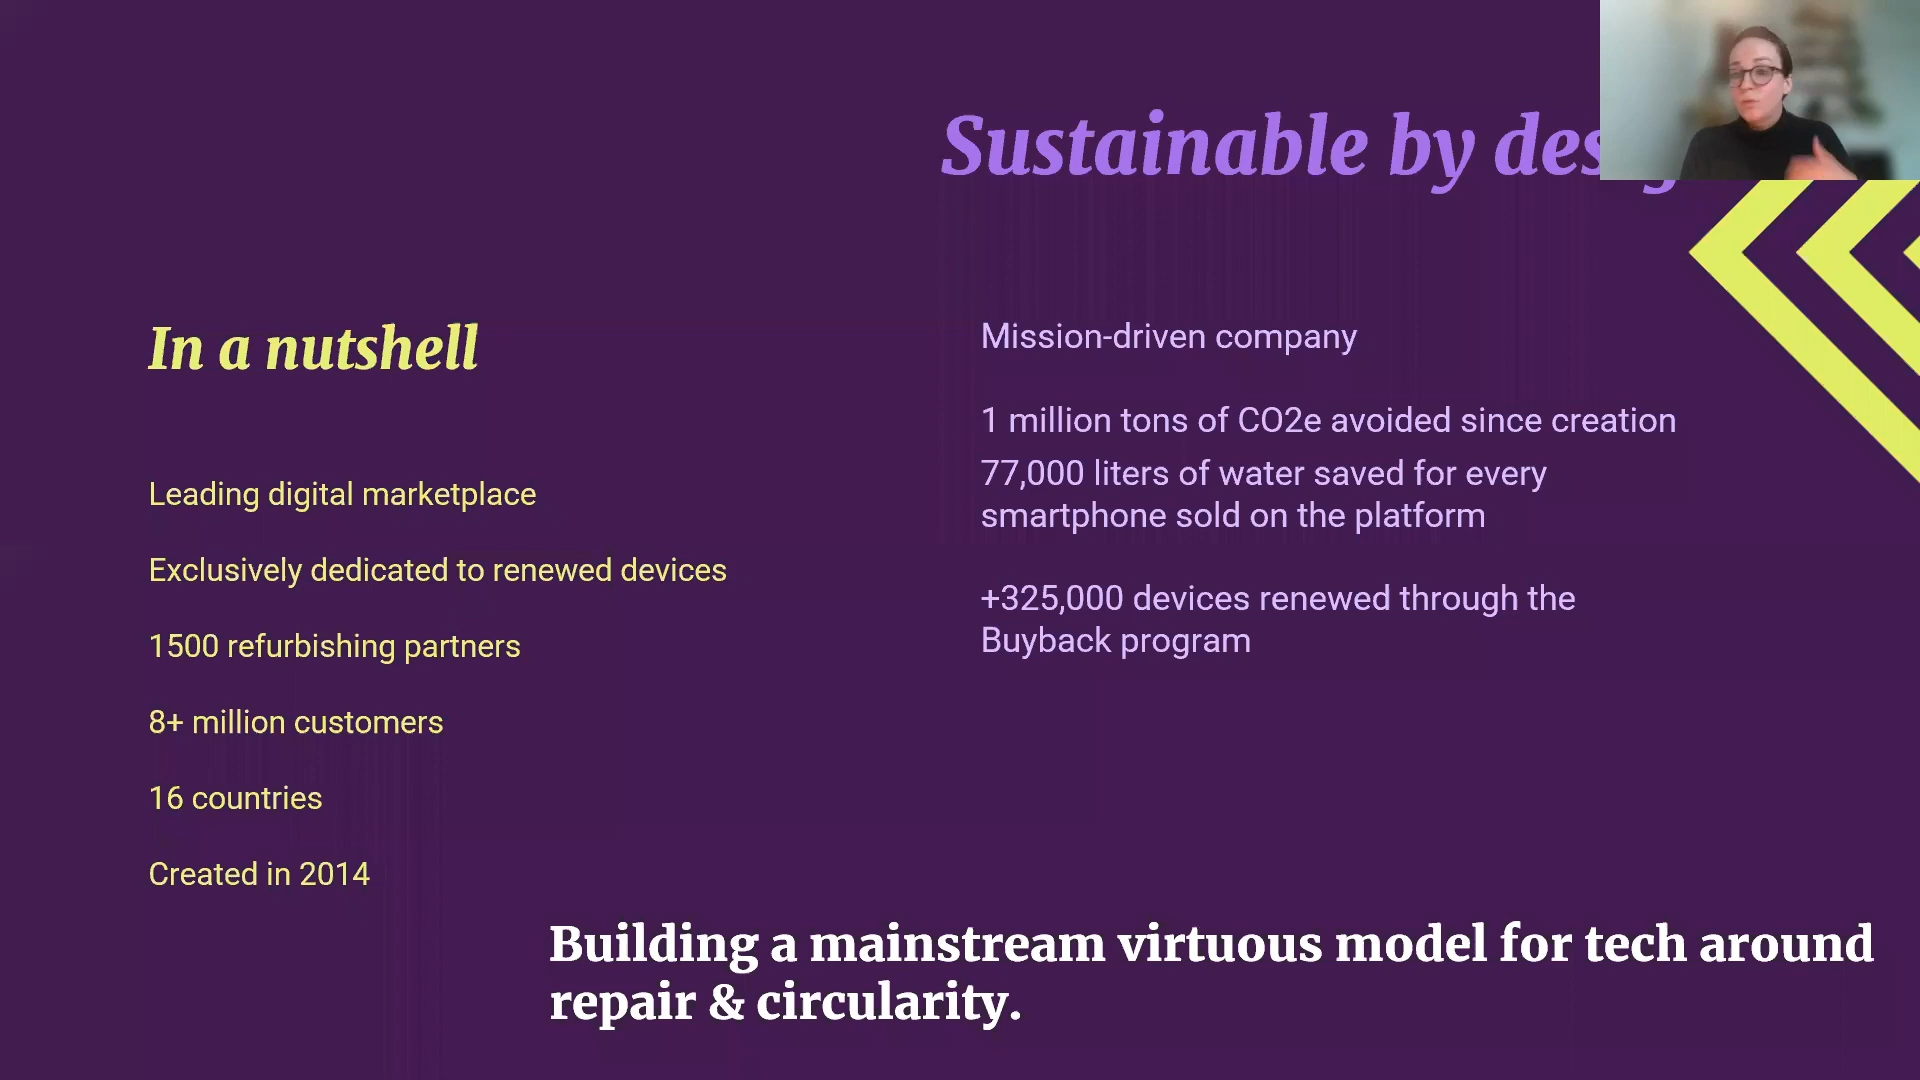 Sustainable by
In a nutshell
Leading digital marketplace
Exclusively dedicated to renewed devices
1500 refurbishing partners
8+ million customers
16 countries
Created in 2014
Mission-driven company
1 million tons of CO2e avoided since creation
77,000 liters of water saved for every
smartphone sold on the platform
+325,000 devices renewed through the
Buyback program
Building a mainstream virtuous model for tech around
repair & circularity.